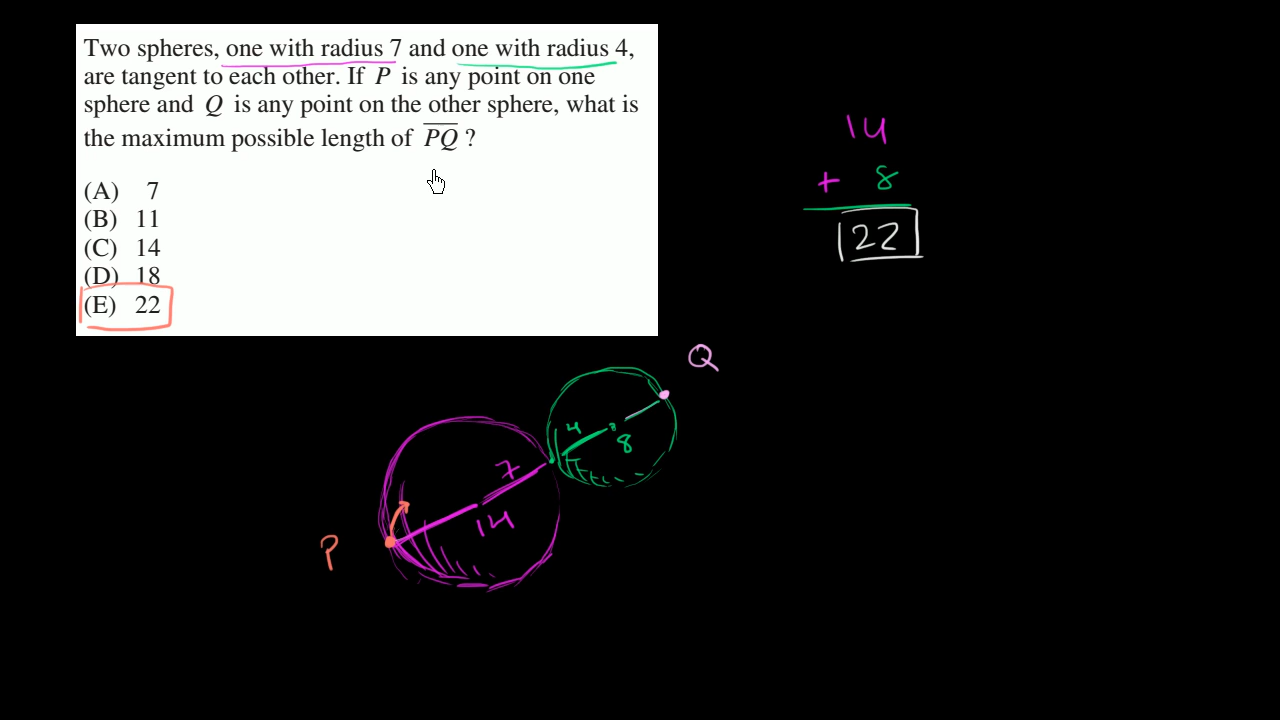 Two spheres, one with radius 7 and one with radius 4,
are tangent to each other. If P is any point on one
sphere and Q is any point on the other sphere, what is
the maximum possible length of PQ ?
(A) 7
(B) 11
(C) 14
(D) 18
(E) 22
14
+ 8
22
Q
4
8
7
14
P